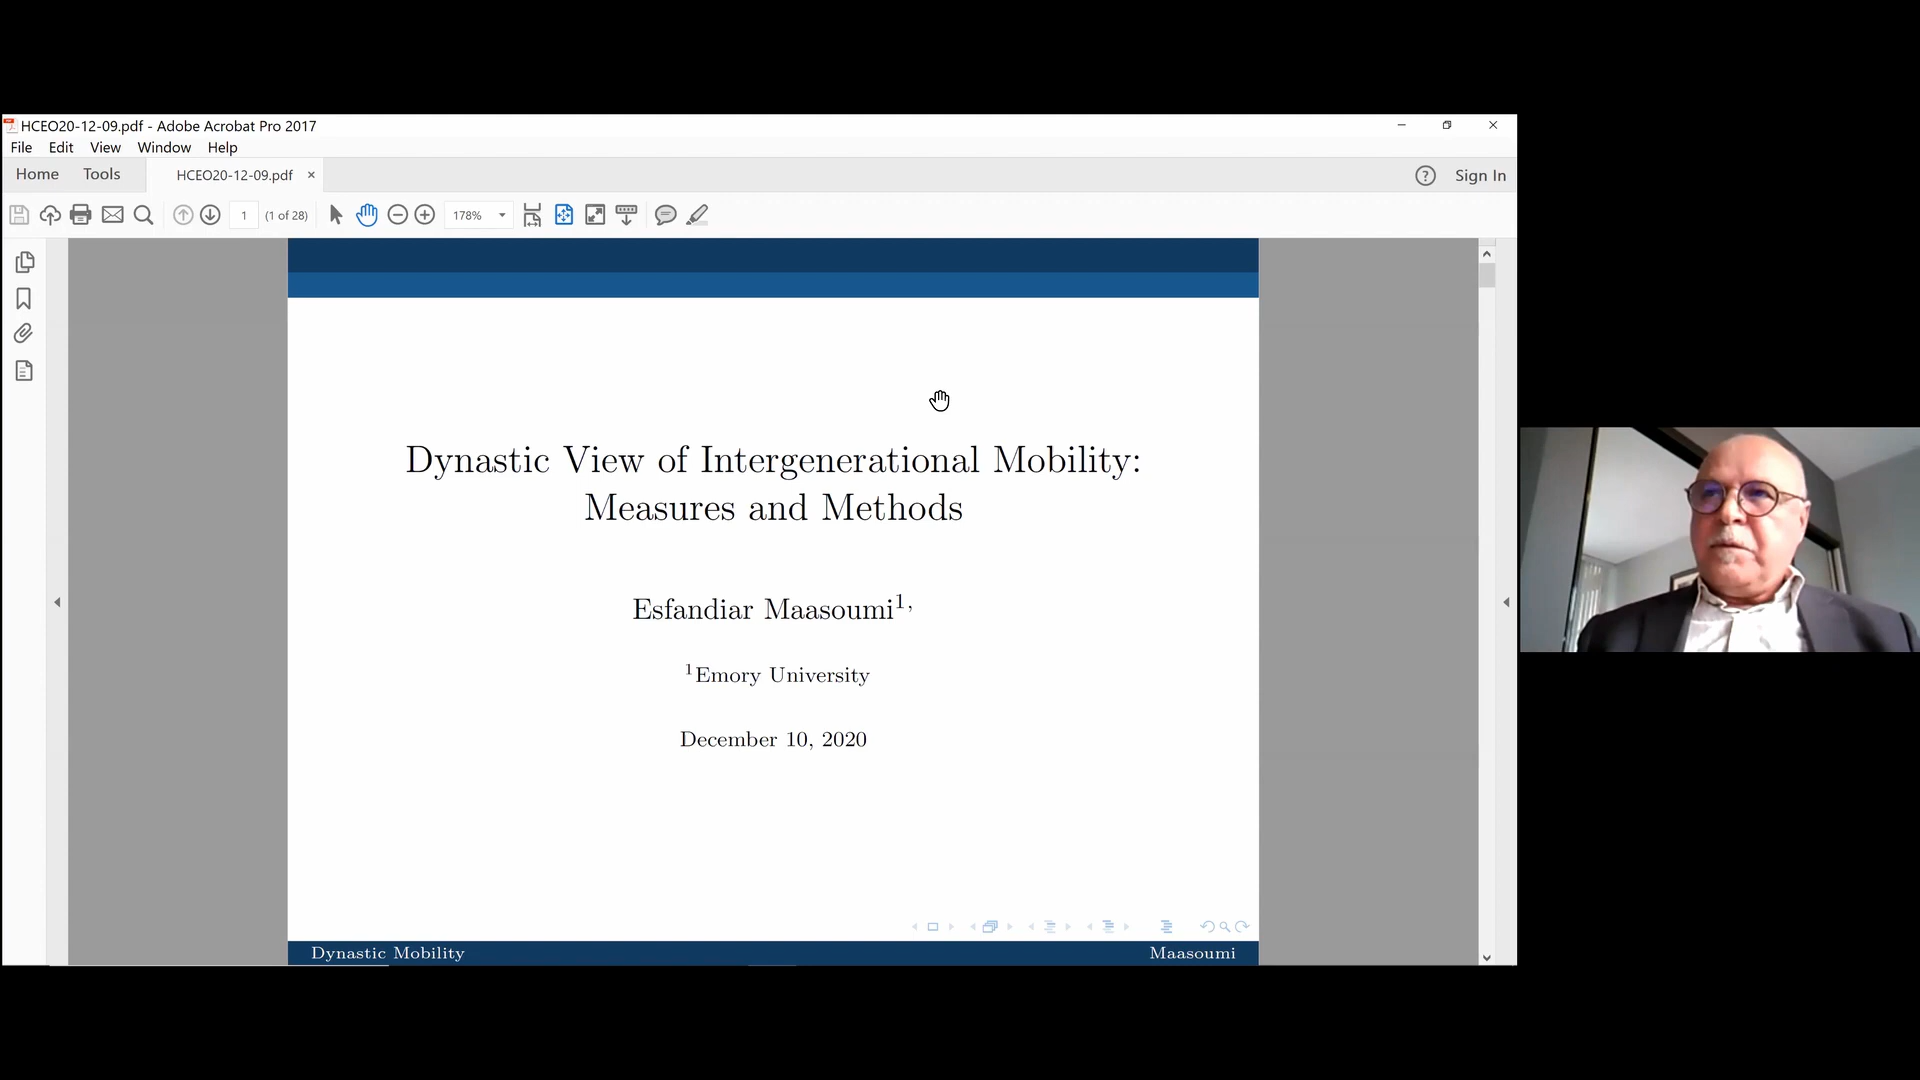 HCEO20-12-09.pdf - Adobe Acrobat Pro 2017
File Edit View Window Help
Home Tools HCEO20-12-09.pdf × ? Sign In
1 (1 of 28) 178%
Dynastic View of Intergenerational Mobility:
Measures and Methods
Esfandiar Maasoumi1,
1Emory University
December 10, 2020
Dynastic Mobility Maasoumi